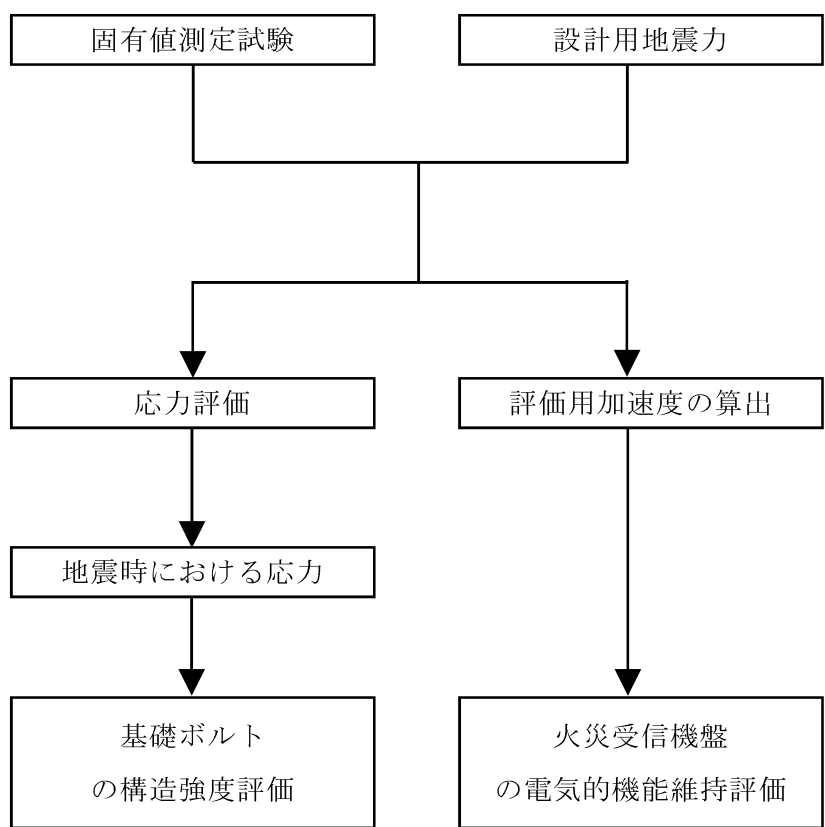 固有値測定試験
設計用地震力
応力評価
評価用加速度の算出
地震時における応力
基礎ボルト
の構造強度評価
火災受信機盤
の電気的機能維持評価